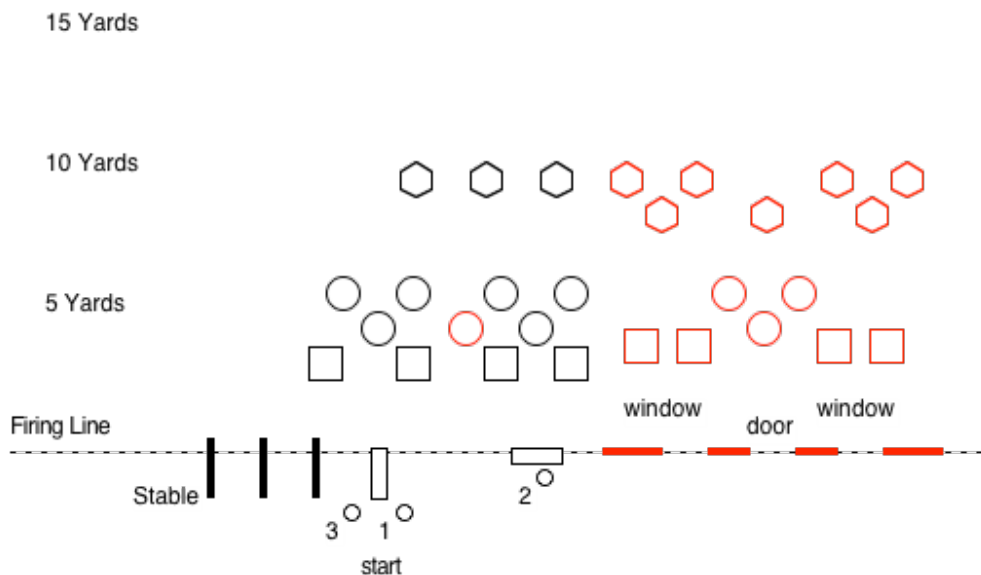 15 Yards
10 Yards
5 Yards
window
window
Firing Line
door
Stable
2
3
1
start